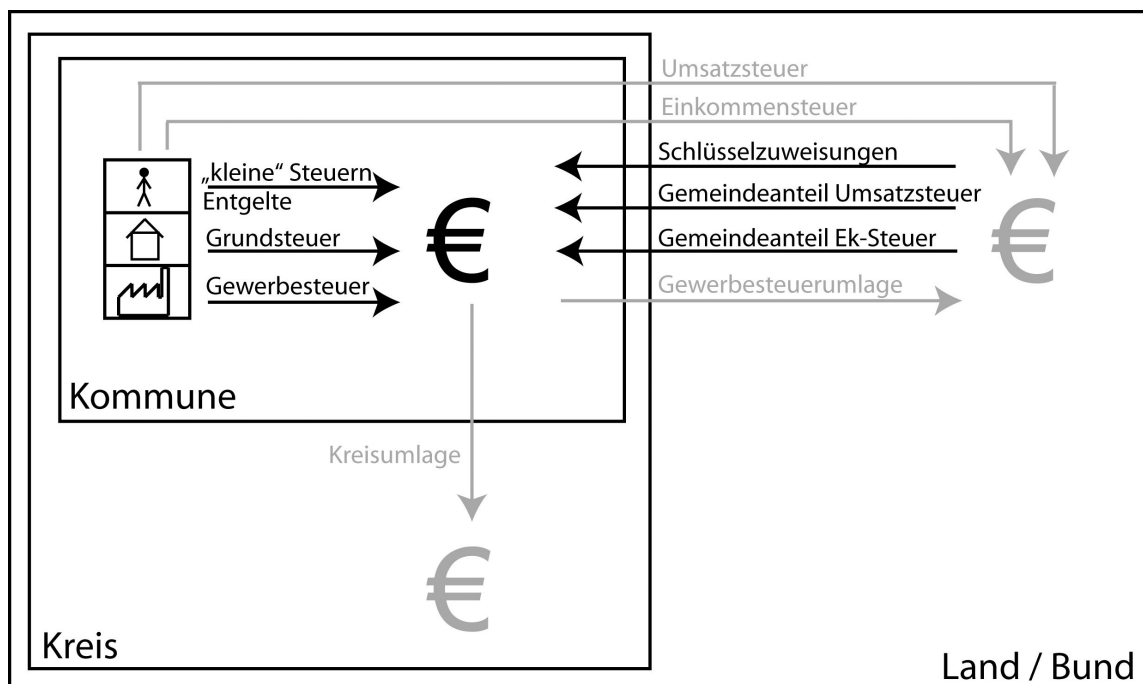 Umsatzsteuer
Einkommensteuer
Schlüsselzuweisungen
„kleine“ Steuern
Entgelte
Gemeindeanteil Umsatzsteuer
Grundsteuer
Gemeindeanteil Ek-Steuer
Gewerbesteuer
Gewerbesteuerumlage
€
€
Kommune
Kreisumlage
€
Kreis
Land / Bund